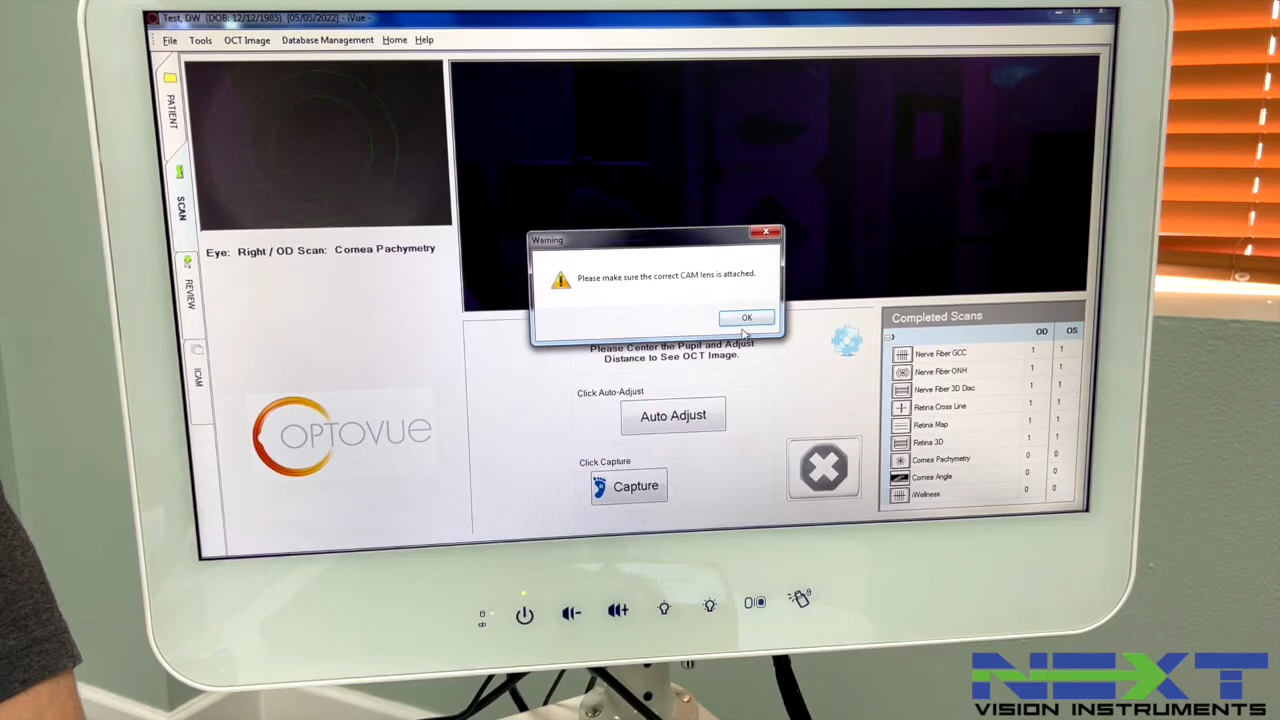 Test, DW (DOB: 12/12/1985) [05/05/2022] - iVue -
File Tools OCT Image Database Management Home Help
PATIENT
SCAN
REVIEW
ICAM
Eye: Right / OD Scan: Cornea Pachymetry
OPTOVUE
Warning
Please make sure the correct CAM lens is attached.
OK
Please Center the Pupil and Adjust
Distance to See OCT Image.
Click Auto-Adjust
Auto Adjust
Click Capture
Capture
Completed Scans
OD OS
Nerve Fiber GCC 1 1
Nerve Fiber ONH 1 1
Nerve Fiber 3D Disc 1 1
Retina Cross Line 1 1
Retina Map 1 1
Retina 3D 1 1
Cornea Pachymetry 0 0
Cornea Angle 0 0
iWellness 0 0
NEXT
VISION INSTRUMENTS